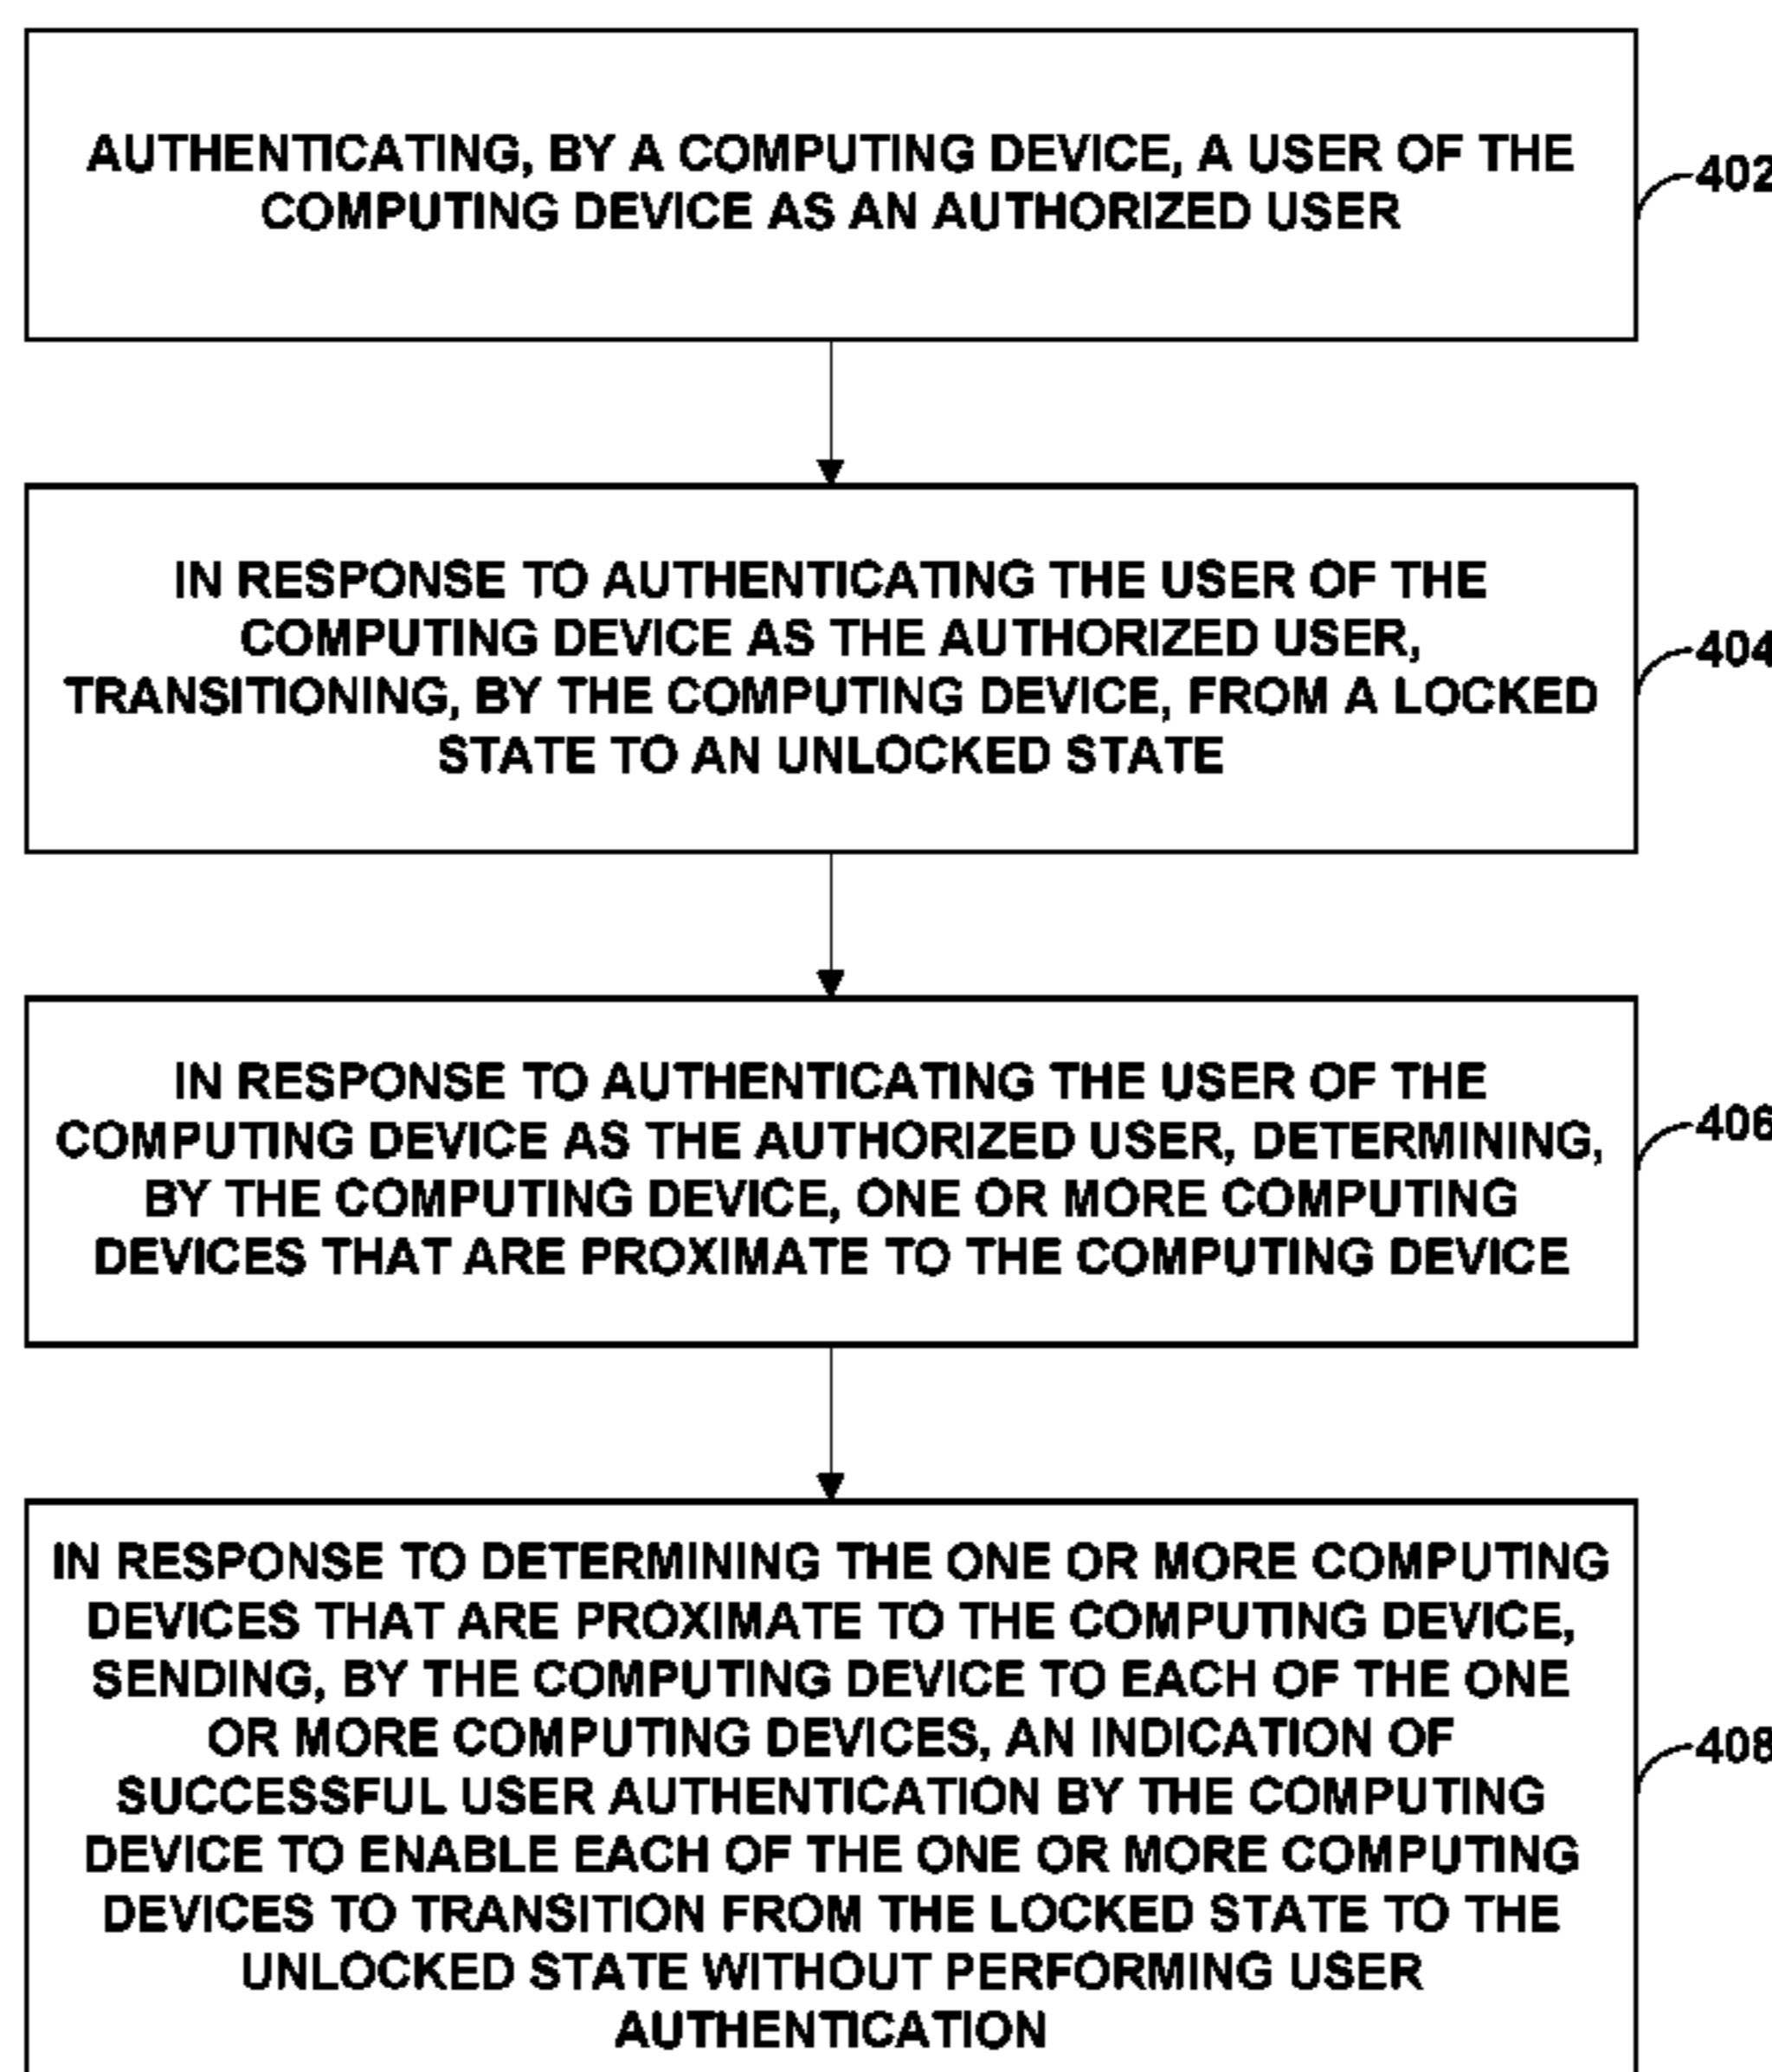 AUTHENTICATING, BY A COMPUTING DEVICE, A USER OF THE
COMPUTING DEVICE AS AN AUTHORIZED USER
402
IN RESPONSE TO AUTHENTICATING THE USER OF THE
COMPUTING DEVICE AS THE AUTHORIZED USER,
TRANSITIONING, BY THE COMPUTING DEVICE, FROM A LOCKED
STATE TO AN UNLOCKED STATE
404
IN RESPONSE TO AUTHENTICATING THE USER OF THE
COMPUTING DEVICE AS THE AUTHORIZED USER, DETERMINING,
BY THE COMPUTING DEVICE, ONE OR MORE COMPUTING
DEVICES THAT ARE PROXIMATE TO THE COMPUTING DEVICE
406
IN RESPONSE TO DETERMINING THE ONE OR MORE COMPUTING
DEVICES THAT ARE PROXIMATE TO THE COMPUTING DEVICE,
SENDING, BY THE COMPUTING DEVICE TO EACH OF THE ONE
OR MORE COMPUTING DEVICES, AN INDICATION OF
SUCCESSFUL USER AUTHENTICATION BY THE COMPUTING
DEVICE TO ENABLE EACH OF THE ONE OR MORE COMPUTING
DEVICES TO TRANSITION FROM THE LOCKED STATE TO THE
UNLOCKED STATE WITHOUT PERFORMING USER
AUTHENTICATION
408